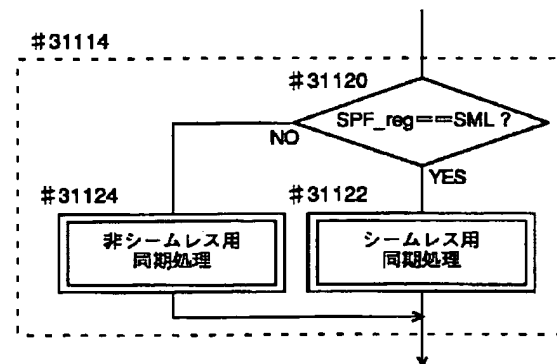 #31114
#31120
SPF_reg==SML?
NO
YES
#31124
#31122
非シームレス用
同期処理
シームレス用
同期処理